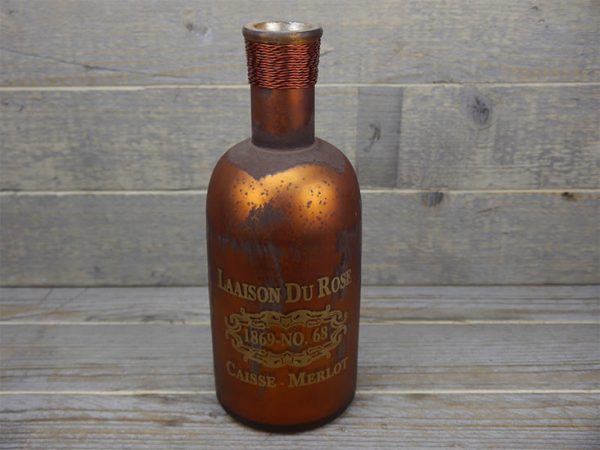 LAAISON DU ROSE
1869-NO. 68
CAISSE - MERLOT